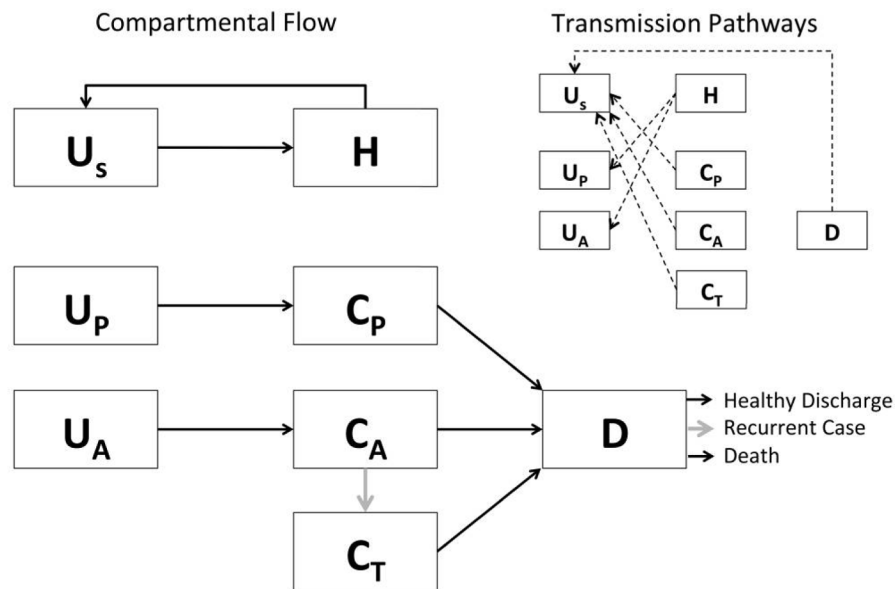 Compartmental Flow
Transmission Pathways
Us H
UP CP
UA CA
CT
D
Us H
UP CP
UA CA D
CT
Healthy Discharge
Recurrent Case
Death